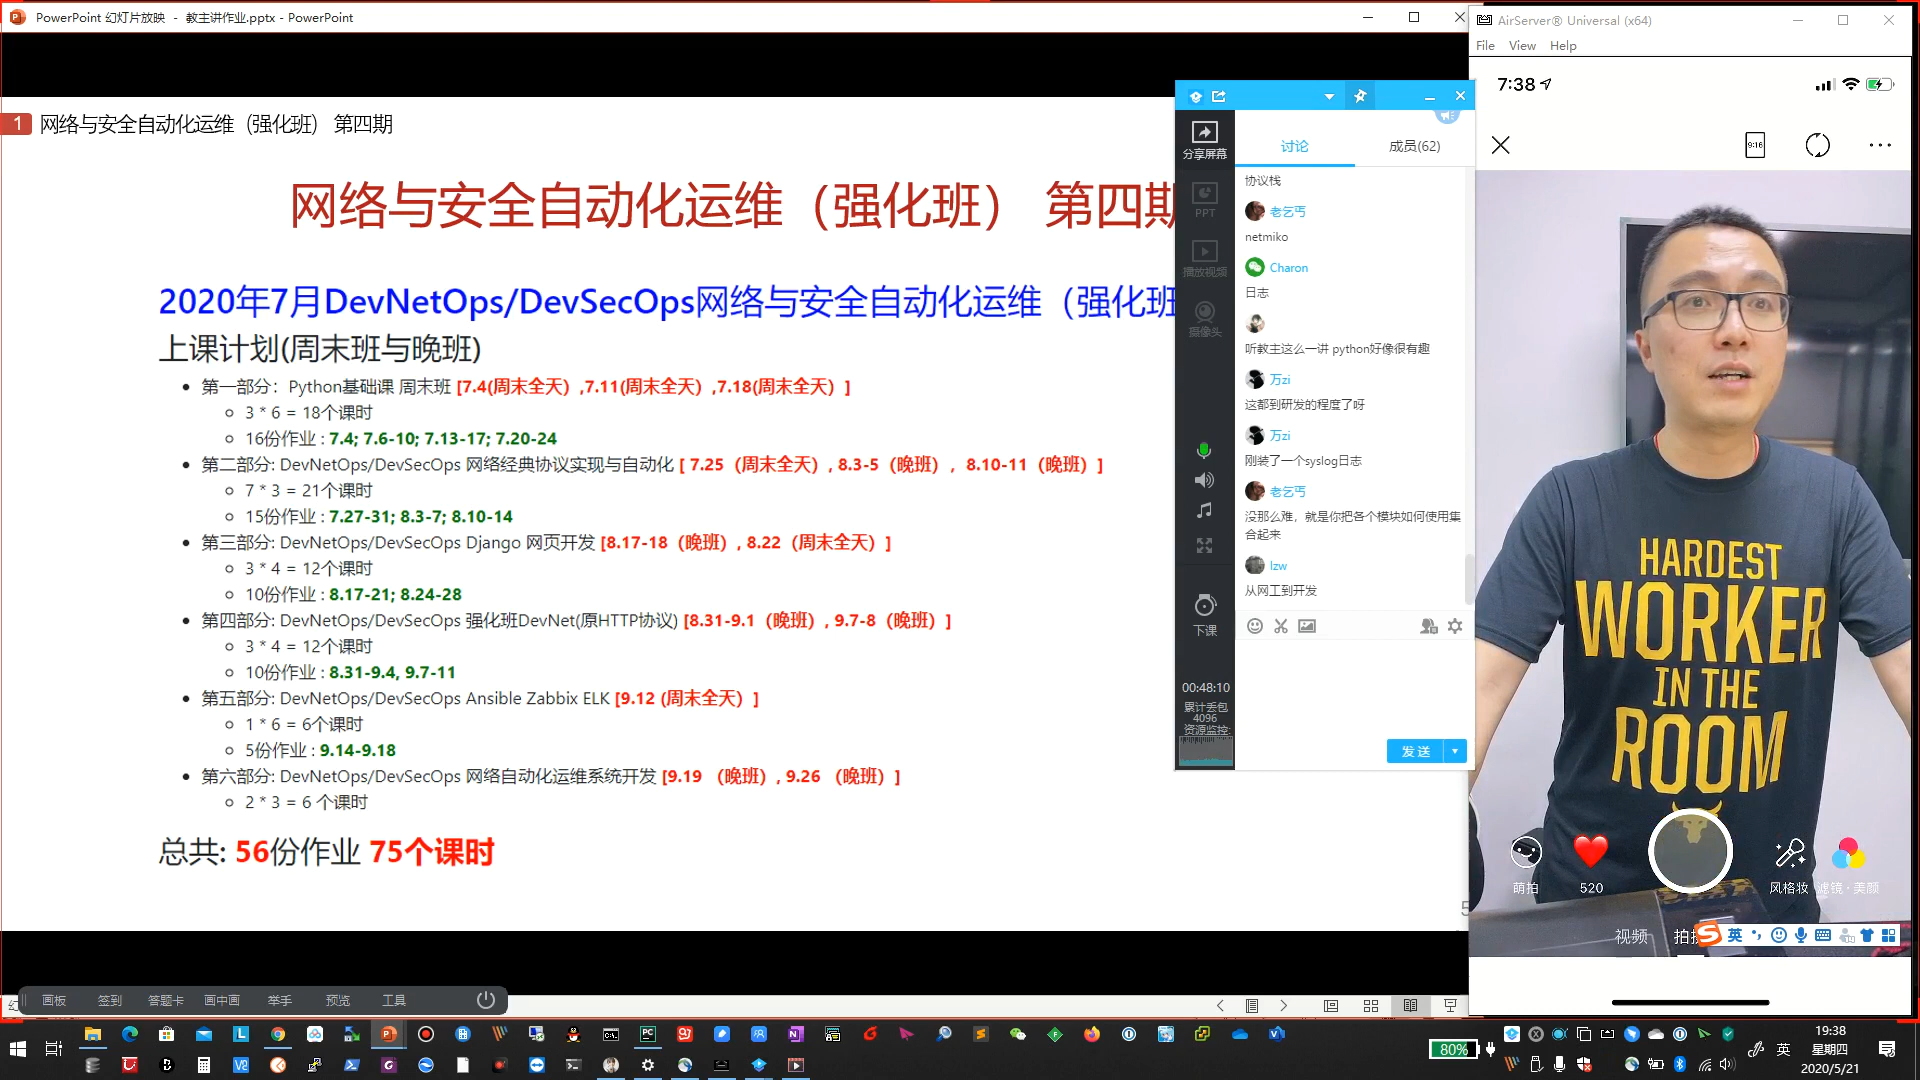 PowerPoint 幻灯片放映 - 教主讲作业.pptx - PowerPoint
1 网络与安全自动化运维（强化班） 第四期
网络与安全自动化运维（强化班） 第四期
2020年7月DevNetOps/DevSecOps网络与安全自动化运维（强化班
上课计划(周末班与晚班)
第一部分：Python基础课 周末班 [7.4(周末全天）,7.11(周末全天）,7.18(周末全天）]
3 * 6 = 18个课时
16份作业 : 7.4; 7.6-10; 7.13-17; 7.20-24
第二部分: DevNetOps/DevSecOps 网络经典协议实现与自动化 [ 7.25（周末全天）, 8.3-5（晚班）, 8.10-11（晚班）]
7 * 3 = 21个课时
15份作业 : 7.27-31; 8.3-7; 8.10-14
第三部分: DevNetOps/DevSecOps Django 网页开发 [8.17-18（晚班）, 8.22（周末全天）]
3 * 4 = 12个课时
10份作业 : 8.17-21; 8.24-28
第四部分: DevNetOps/DevSecOps 强化班DevNet(原HTTP协议) [8.31-9.1（晚班）, 9.7-8（晚班）]
3 * 4 = 12个课时
10份作业 : 8.31-9.4, 9.7-11
第五部分: DevNetOps/DevSecOps Ansible Zabbix ELK [9.12 (周末全天）]
1 * 6 = 6个课时
5份作业 : 9.14-9.18
第六部分: DevNetOps/DevSecOps 网络自动化运维系统开发 [9.19 （晚班）, 9.26 （晚班）]
2 * 3 = 6 个课时
总共: 56份作业 75个课时
分享屏幕
PPT
播放视频
摄像头
下课
00:48:10
累计丢包
4096
资源监控:
讨论 成员(62)
协议栈
老乞丐
netmiko
Charon
日志
听教主这么一讲 python好像很有趣
万zi
这都到研发的程度了呀
万zi
刚装了一个syslog日志
老乞丐
没那么难，就是你把各个模块如何使用集
合起来
lzw
从网工到开发
发送
AirServer® Universal (x64)
File View Help
7:38
9:16
HARDEST
WORKER
IN THE
ROOM
萌拍 520 风格妆 滤镜·美颜
视频 英
画板 签到 答题卡 画中画 举手 预览 工具
80%
英
19:38
星期四
2020/5/21